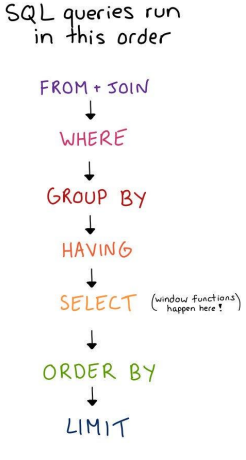 SQL queries run
in this order
FROM + JOIN
WHERE
GROUP BY
HAVING
SELECT (window functions
happen here!)
ORDER BY
LIMIT